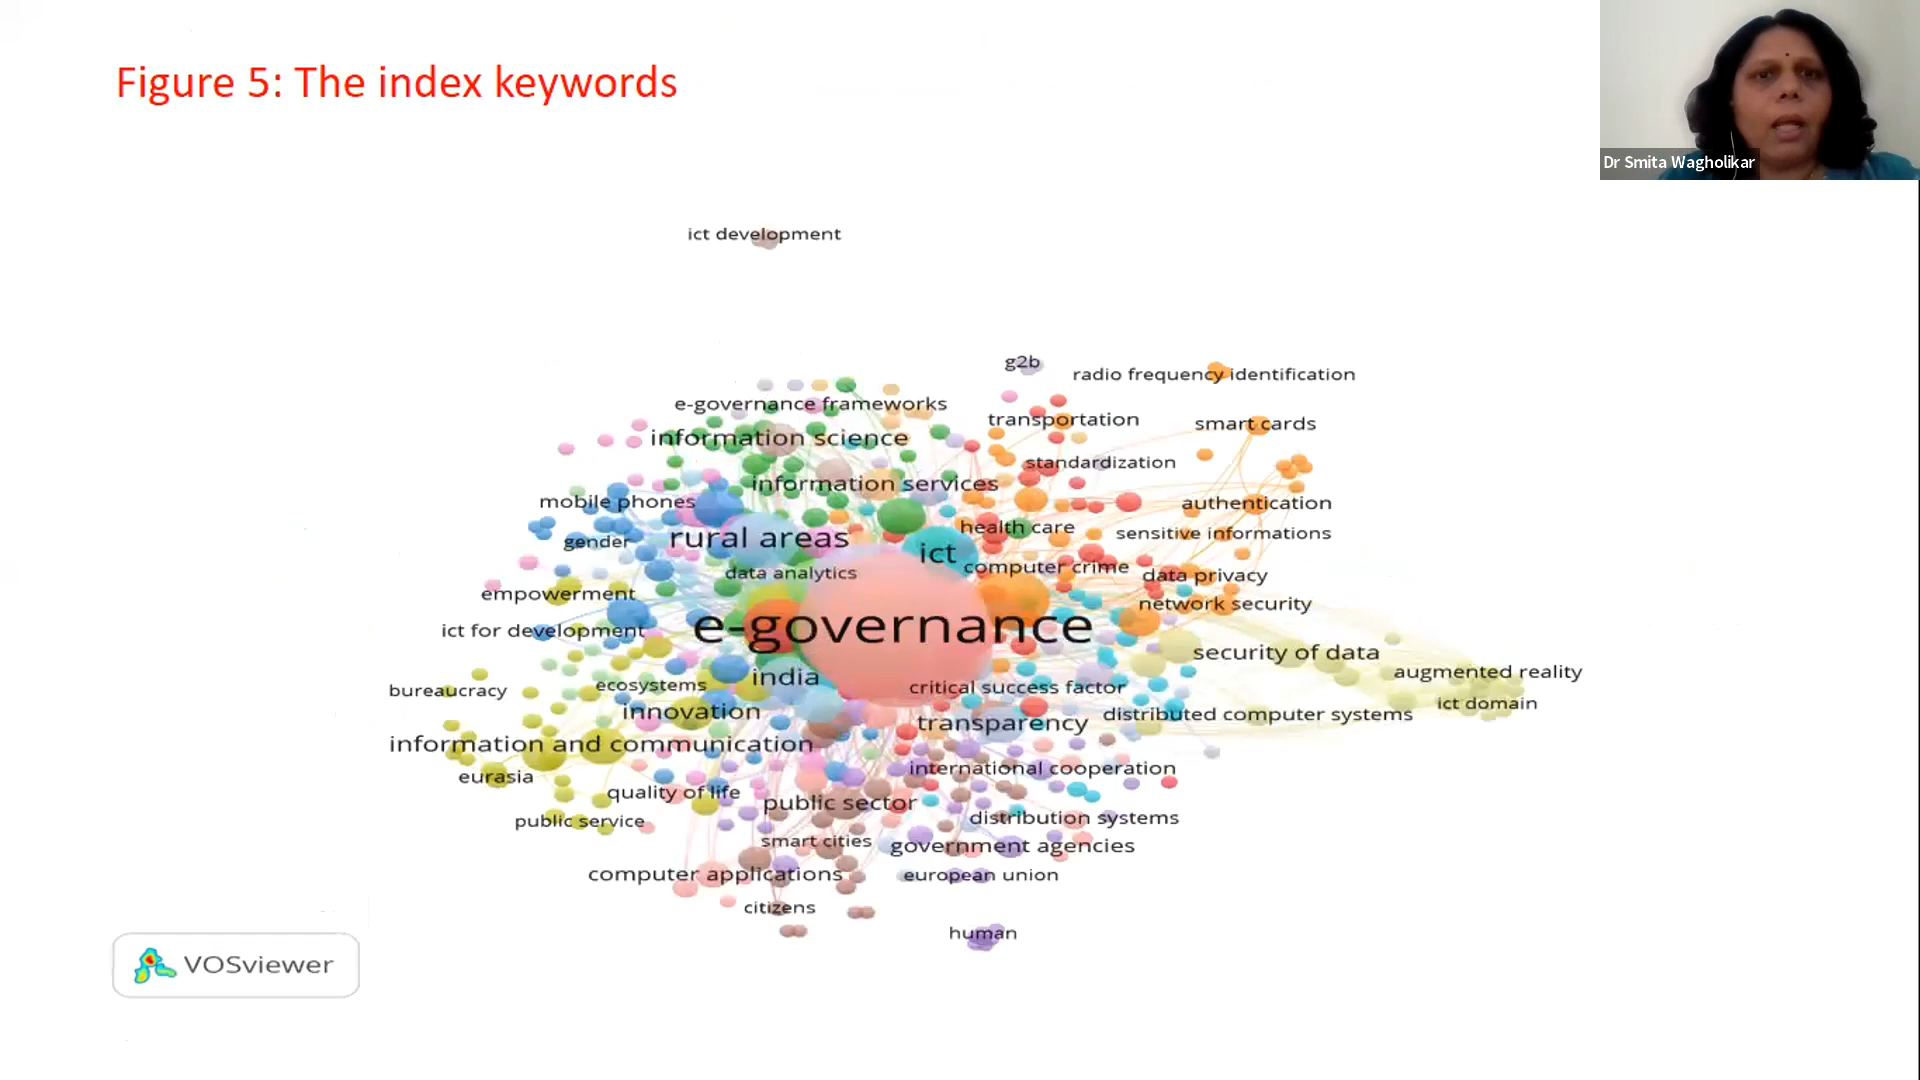 Figure 5: The index keywords
Dr Smita Wagholikar
ict development
g2b
radio frequency identification
e-governance frameworks
transportation
smart cards
information science
standardization
information services
mobile phones
authentication
health care
sensitive informations
rural areas
gender
ict
computer crime
data analytics
data privacy
empowerment
network security
e-governance
ict for development
security of data
augmented reality
india
ecosystems
critical success factor
bureaucracy
ict domain
innovation
transparency
distributed computer systems
information and communication
international cooperation
eurasia
quality of life
public sector
public service
distribution systems
smart cities
government agencies
computer applications
european union
citizens
human
VOSviewer